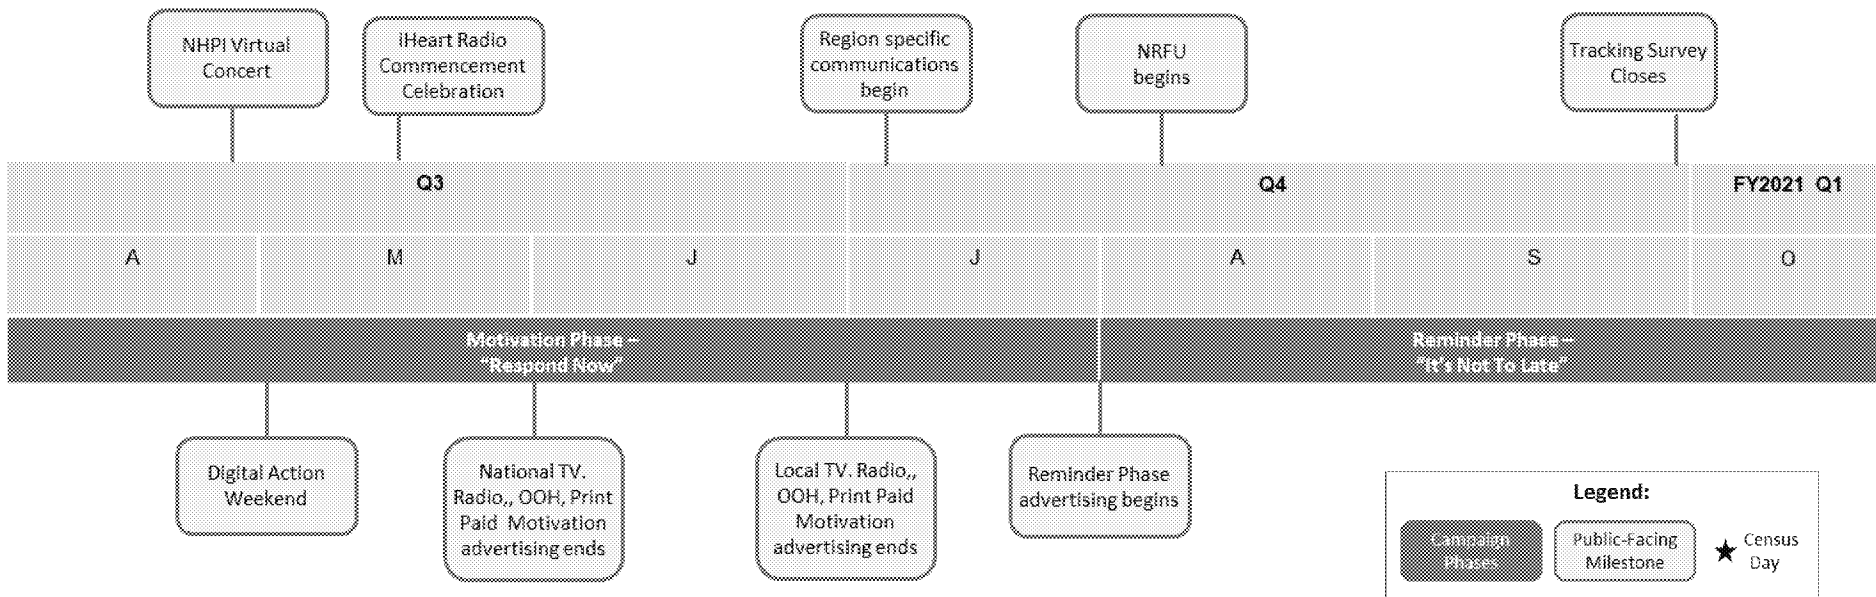 NHPI Virtual
Concert
iHeart Radio
Commencement
Celebration
Region specific
communications
begin
NRFU
begins
Tracking Survey
Closes
Q3
Q4
FY2021 Q1
A
M
J
J
A
S
O
Motivation Phase –
"Respond Now"
Reminder Phase –
"It's Not To Late"
Digital Action
Weekend
National TV.
Radio,, OOH, Print
Paid Motivation
advertising ends
Local TV. Radio,,
OOH, Print Paid
Motivation
advertising ends
Reminder Phase
advertising begins
Legend:
Campaign
Phases
Public-Facing
Milestone
Census
Day